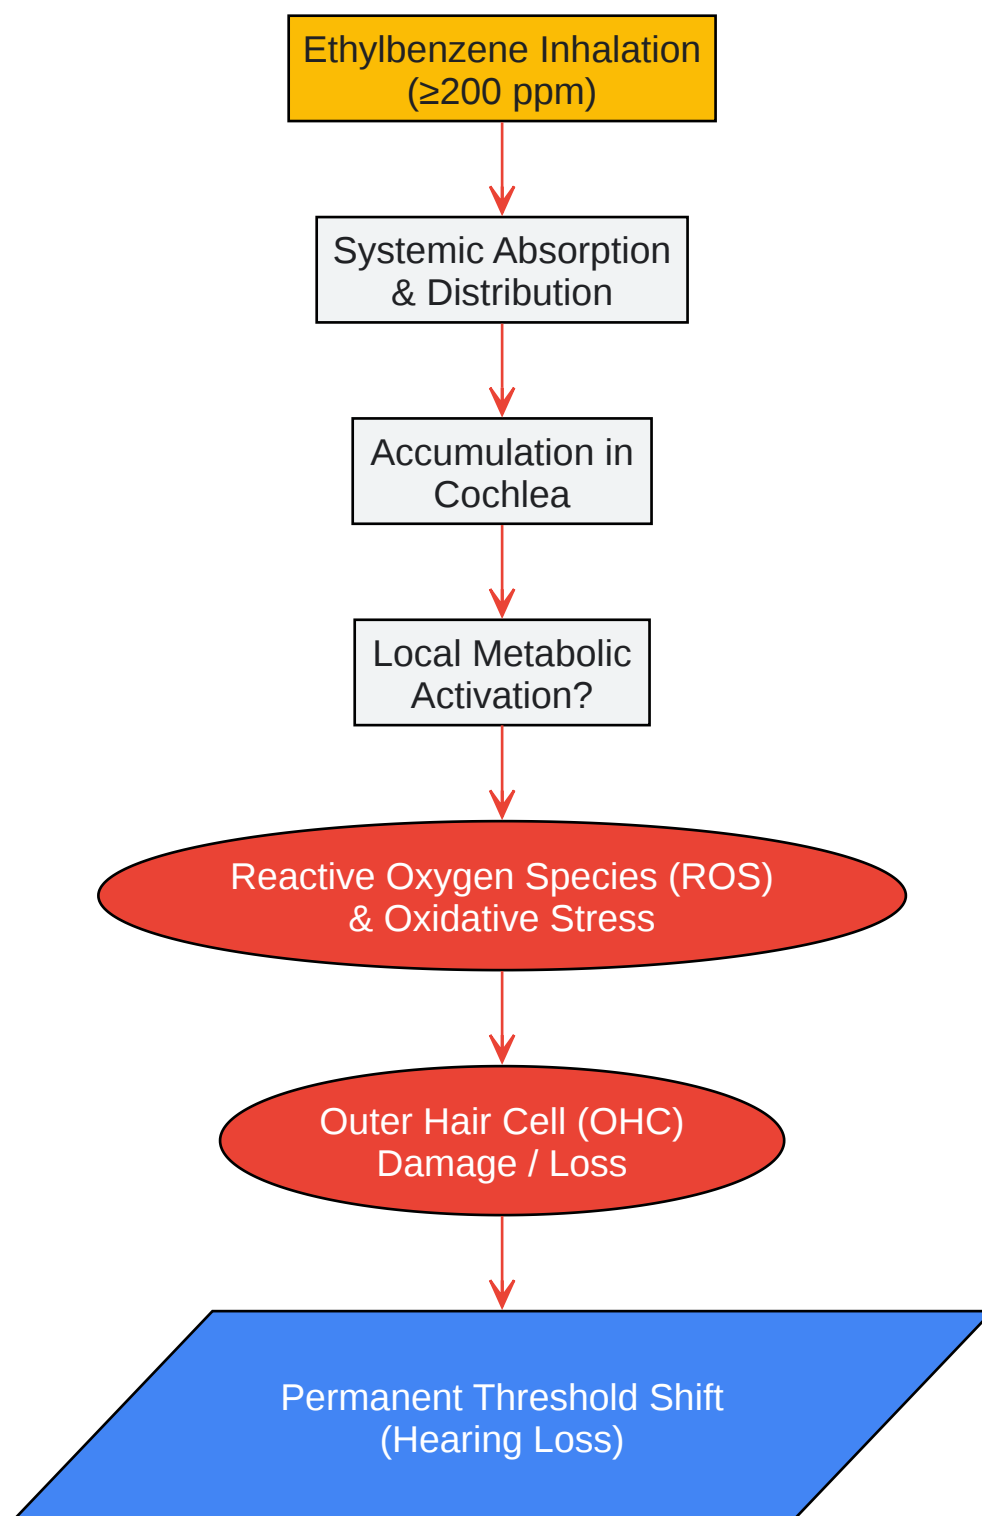 Ethylbenzene Inhalation
(≥200 ppm)
Systemic Absorption
& Distribution
Accumulation in
Cochlea
Local Metabolic
Activation?
Reactive Oxygen Species (ROS)
& Oxidative Stress
Outer Hair Cell (OHC)
Damage / Loss
Permanent Threshold Shift
(Hearing Loss)